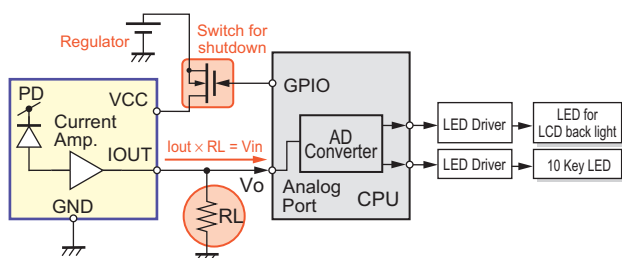 Regulator
Switch for
shutdown
PD
Current
Amp.
VCC
IOUT
GND
Iout × RL = Vin
Vo
RL
GPIO
AD
Converter
Analog
Port
CPU
LED Driver
LED for
LCD back light
LED Driver
10 Key LED